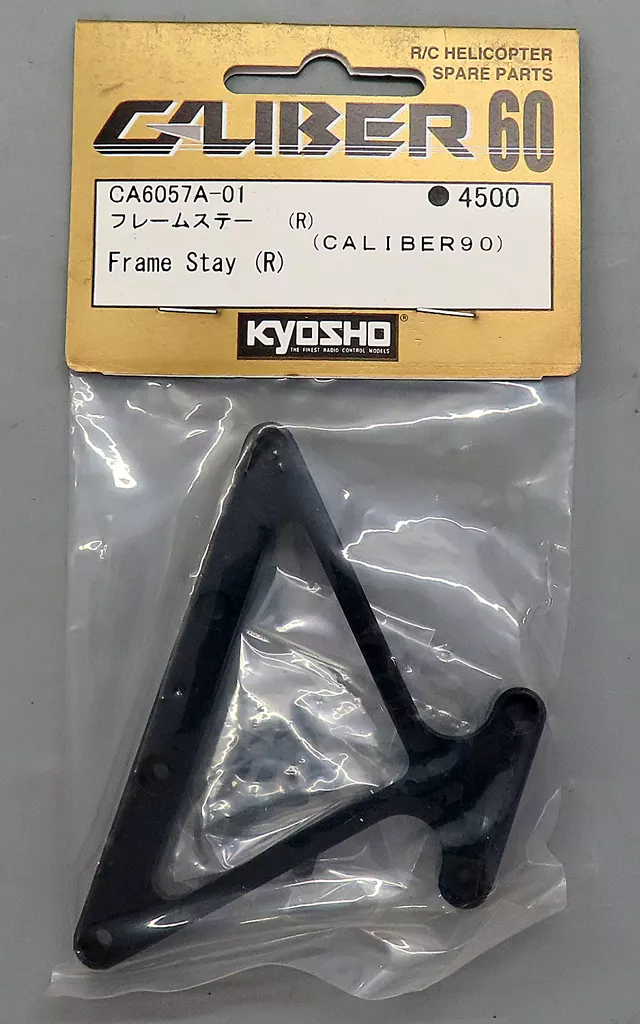 R/C HELICOPTER
SPARE PARTS
CALIBER 60
CA6057A-01 ●4500
フレームステー (R)
(CALIBER90)
Frame Stay (R)
KYOSHO®
THE FINEST RADIO CONTROL MODELS